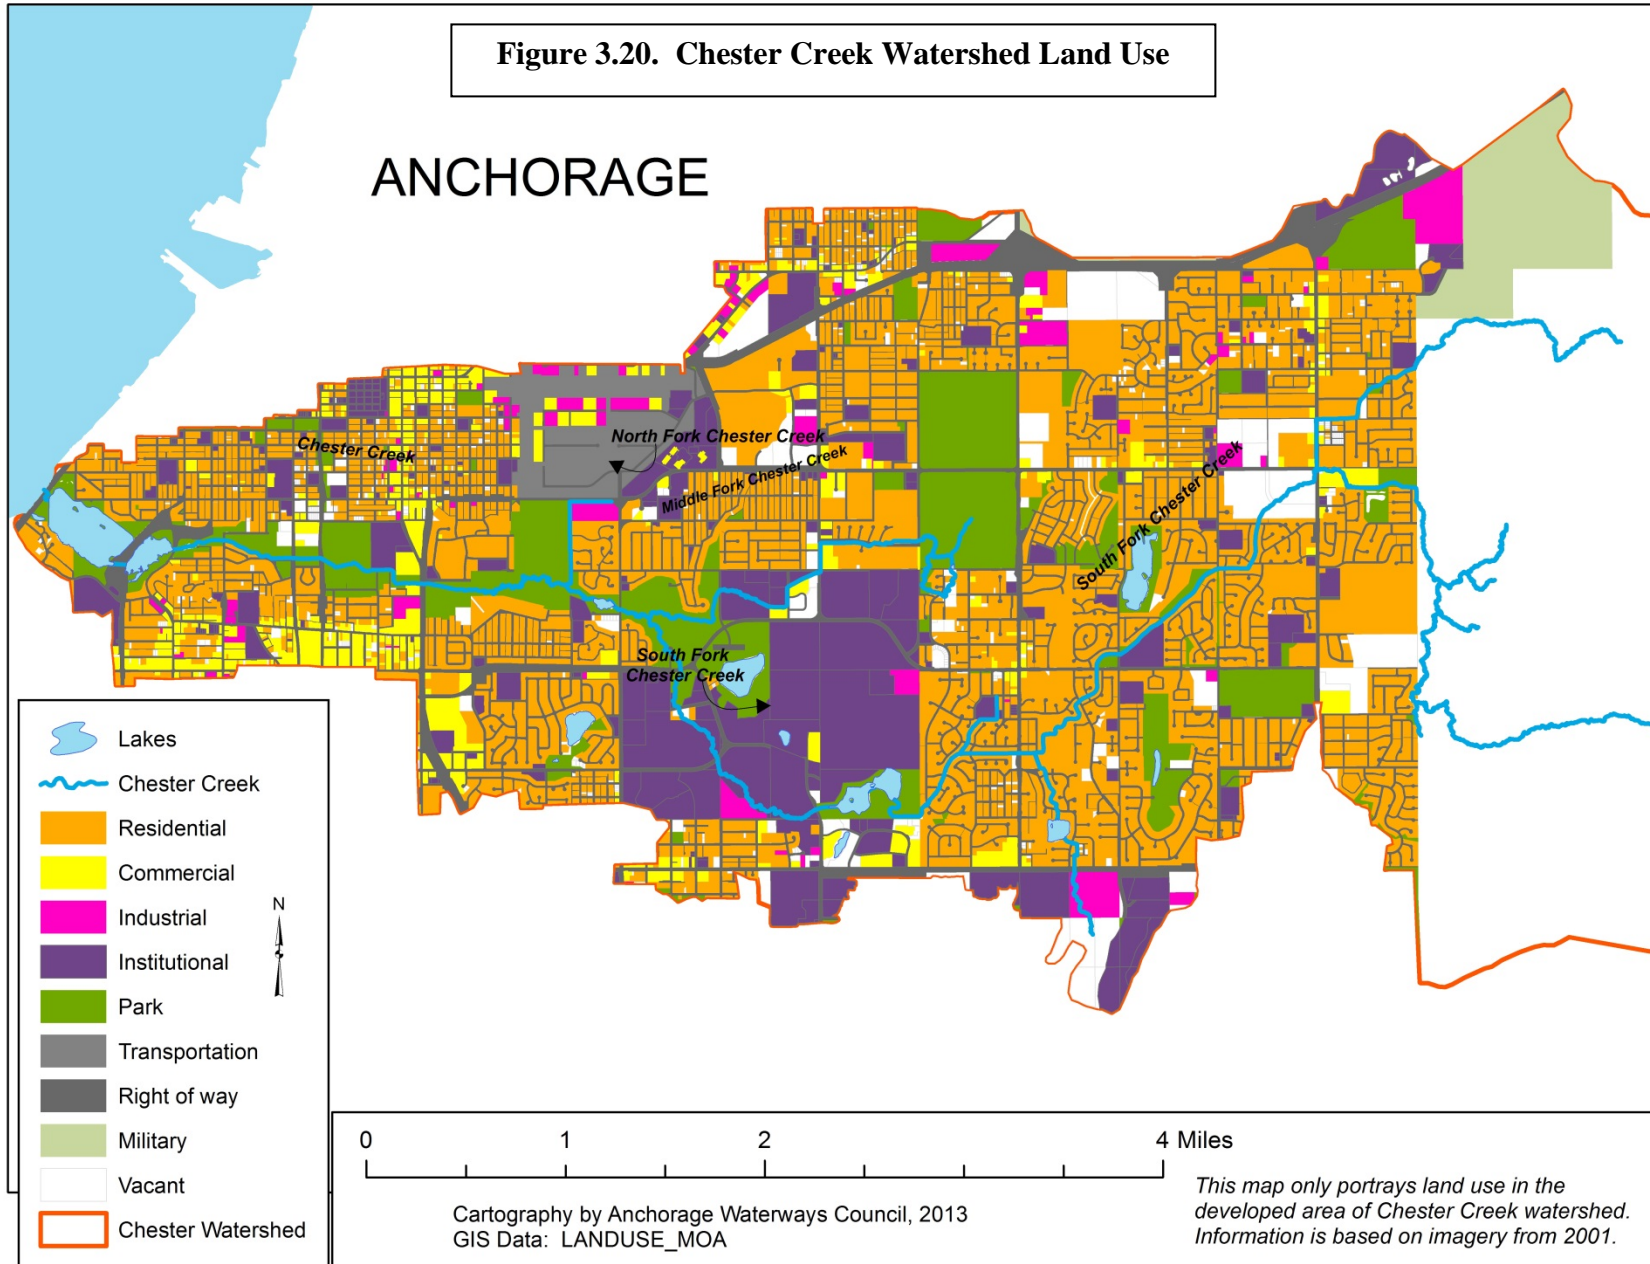 Figure 3.20. Chester Creek Watershed Land Use
ANCHORAGE
Chester Creek
North Fork Chester Creek
Middle Fork Chester Creek
South Fork Chester Creek
South Fork
Chester Creek
Lakes
Chester Creek
Residential
Commercial
Industrial
Institutional
Park
Transportation
Right of way
Military
Vacant
Chester Watershed
N
0 1 2 4 Miles
Cartography by Anchorage Waterways Council, 2013
GIS Data: LANDUSE_MOA
This map only portrays land use in the
developed area of Chester Creek watershed.
Information is based on imagery from 2001.